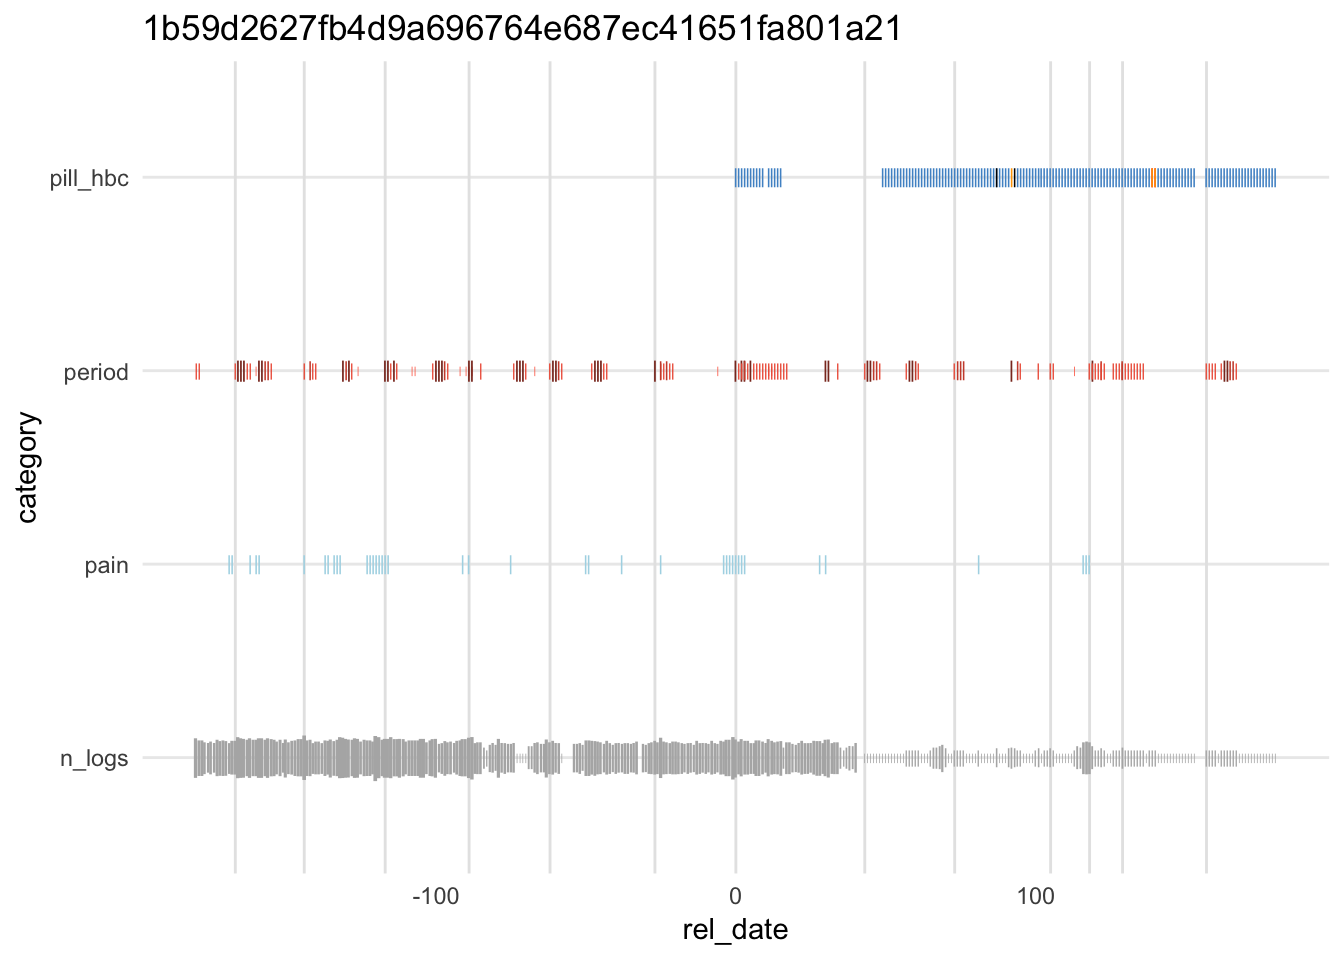 1b59d2627fb4d9a696764e687ec41651fa801a21
pill_hbc
period
pain
n_logs
category
-100
0
100
rel_date